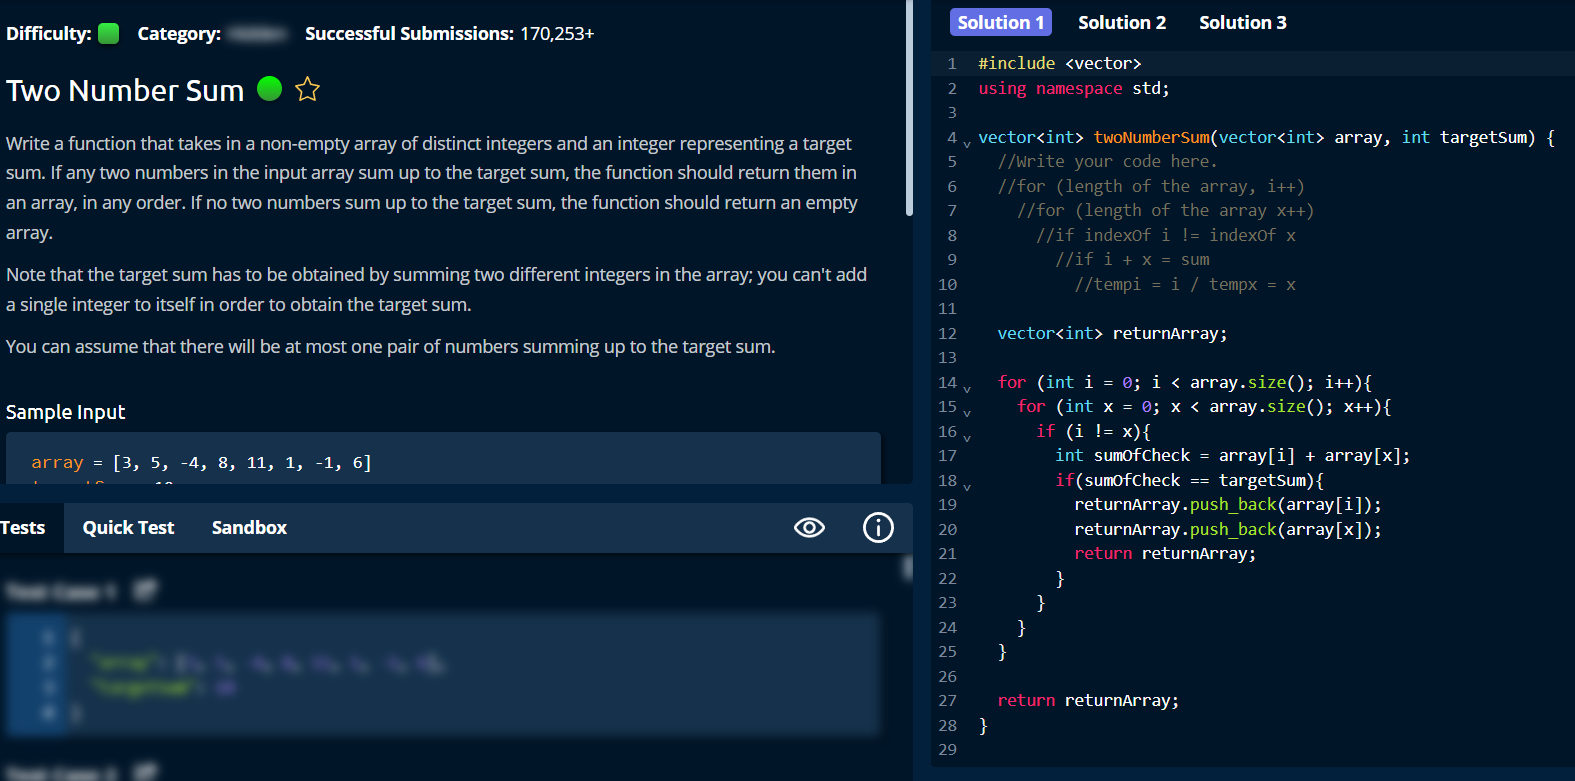 Difficulty: Category: Successful Submissions: 170,253+
Two Number Sum
Write a function that takes in a non-empty array of distinct integers and an integer representing a target
sum. If any two numbers in the input array sum up to the target sum, the function should return them in
an array, in any order. If no two numbers sum up to the target sum, the function should return an empty
array.
Note that the target sum has to be obtained by summing two different integers in the array; you can't add
a single integer to itself in order to obtain the target sum.
You can assume that there will be at most one pair of numbers summing up to the target sum.
Sample Input
array = [3, 5, -4, 8, 11, 1, -1, 6]
Tests Quick Test Sandbox
Solution 1 Solution 2 Solution 3
1 #include <vector>
2 using namespace std;
3
4 vector<int> twoNumberSum(vector<int> array, int targetSum) {
5 //Write your code here.
6 //for (length of the array, i++)
7 //for (length of the array x++)
8 //if indexOf i != indexOf x
9 //if i + x = sum
10 //tempi = i / tempx = x
11
12 vector<int> returnArray;
13
14 for (int i = 0; i < array.size(); i++){
15 for (int x = 0; x < array.size(); x++){
16 if (i != x){
17 int sumOfCheck = array[i] + array[x];
18 if(sumOfCheck == targetSum){
19 returnArray.push_back(array[i]);
20 returnArray.push_back(array[x]);
21 return returnArray;
22 }
23 }
24 }
25 }
26
27 return returnArray;
28 }
29